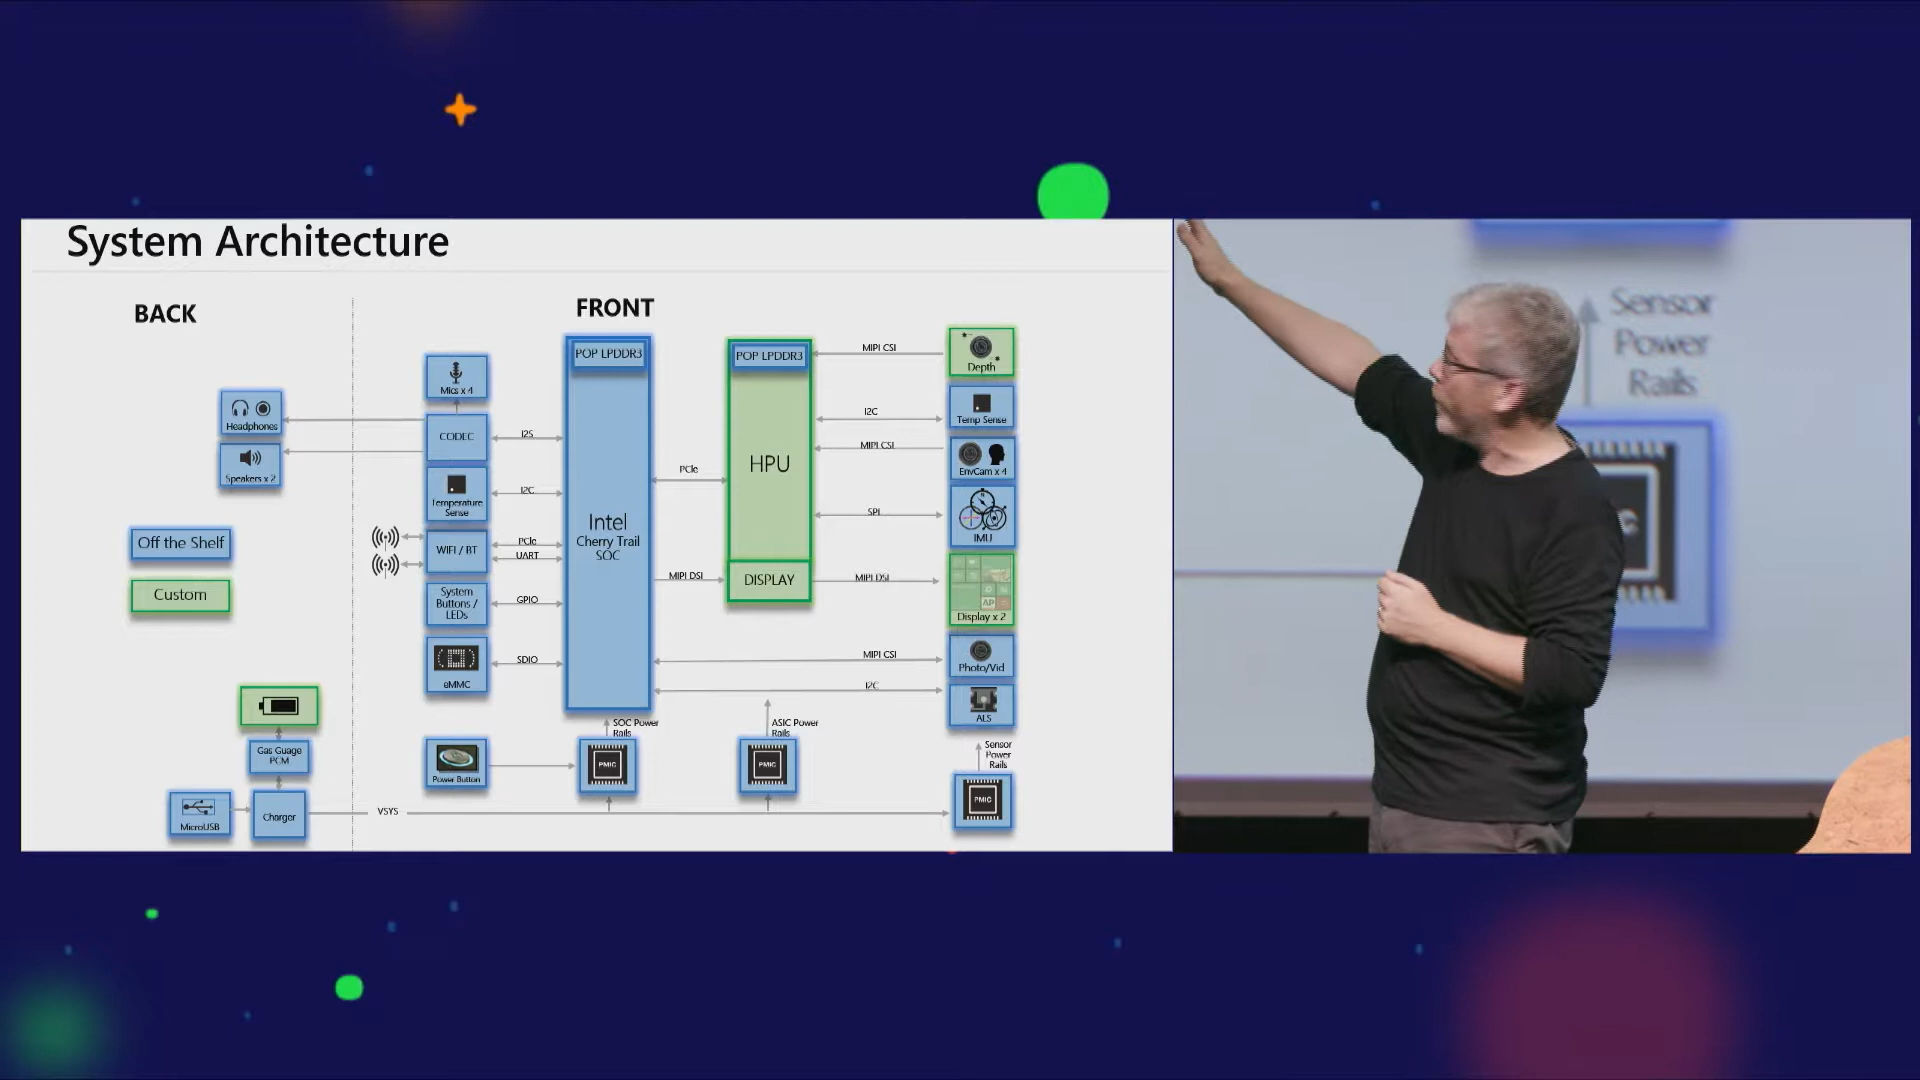 System Architecture
BACK
FRONT
POP LPDDR3
POP LPDDR3
MIPI CSI
Depth
Mics x 4
Headphones
CODEC
I2S
I2C
Temp Sense
MIPI CSI
EnvCam x 4
Speakers x 2
PCIe
HPU
Temperature
Sense
I2C
SPI
IMU
Off the Shelf
Intel
Cherry Trail
SOC
WIFI / BT
PCIe
UART
MIPI DSI
DISPLAY
MIPI DSI
AP
Display x 2
Custom
System
Buttons /
LEDs
GPIO
eMMC
SDIO
MIPI CSI
Photo/Vid
I2C
ALS
SOC Power
Rails
ASIC Power
Rails
Gas Guage
PCM
Power Button
PMIC
PMIC
Sensor
Power
Rails
MicroUSB
Charger
VSYS
PMIC
Sensor
Power
Rails
C